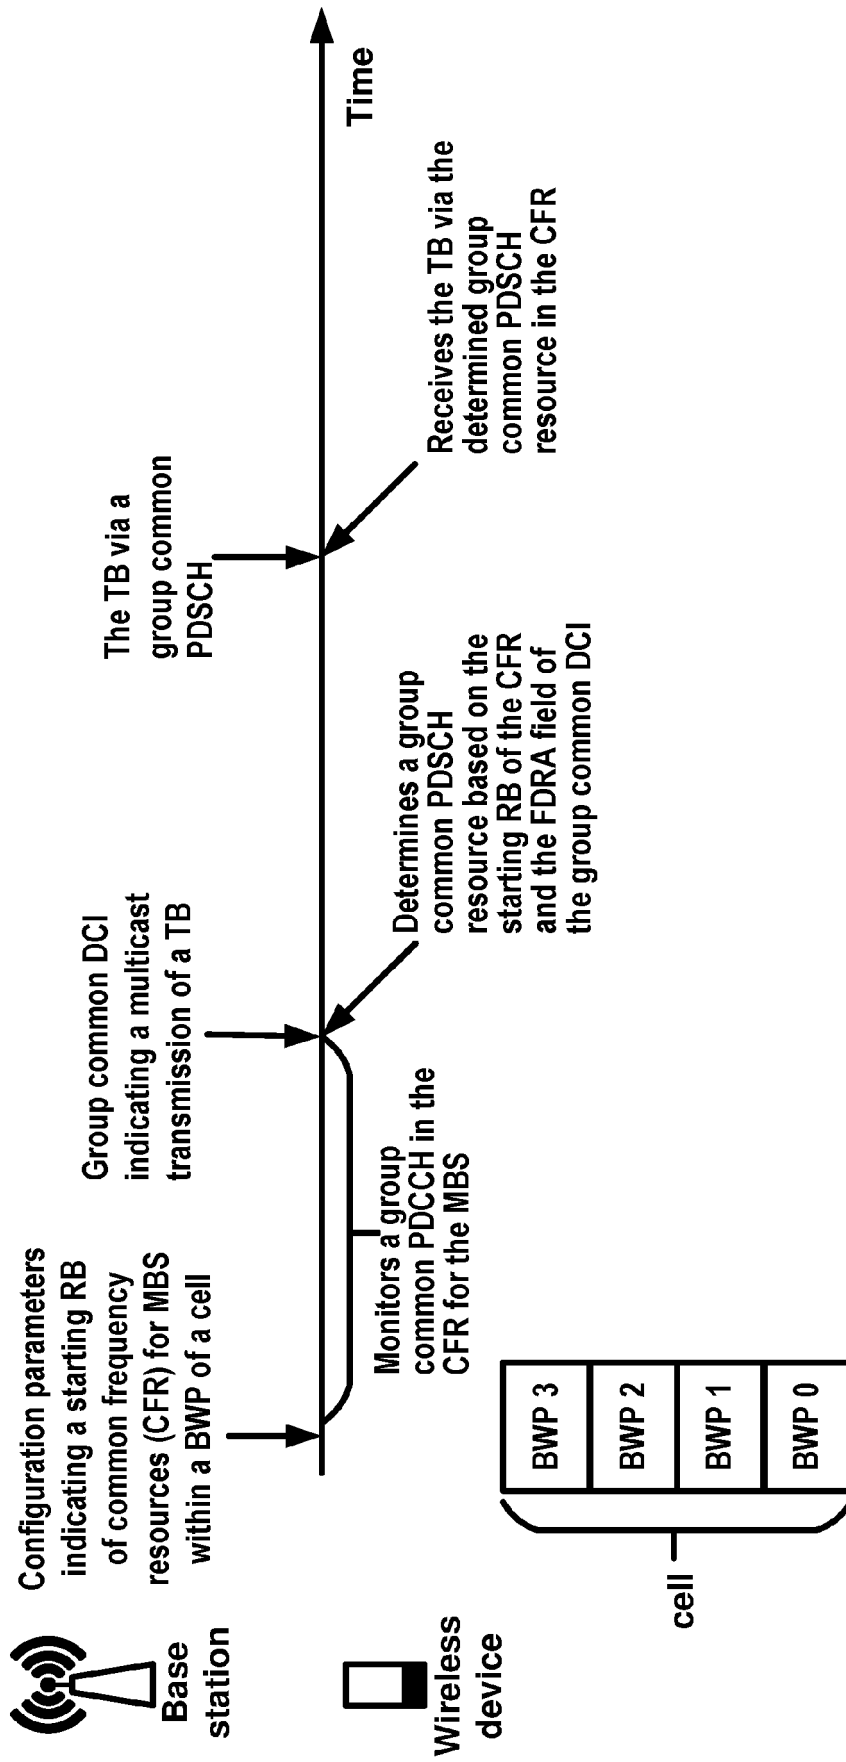 Base
station
Configuration parameters
indicating a starting RB
of common frequency
resources (CFR) for MBS
within a BWP of a cell
Group common DCI
indicating a multicast
transmission of a TB
The TB via a
group common
PDSCH
Time
Wireless
device
Monitors a group
common PDCCH in the
CFR for the MBS
Determines a group
common PDSCH
resource based on the
starting RB of the CFR
and the FDRA field of
the group common DCI
Receives the TB via the
determined group
common PDSCH
resource in the CFR
cell
BWP 3
BWP 2
BWP 1
BWP 0